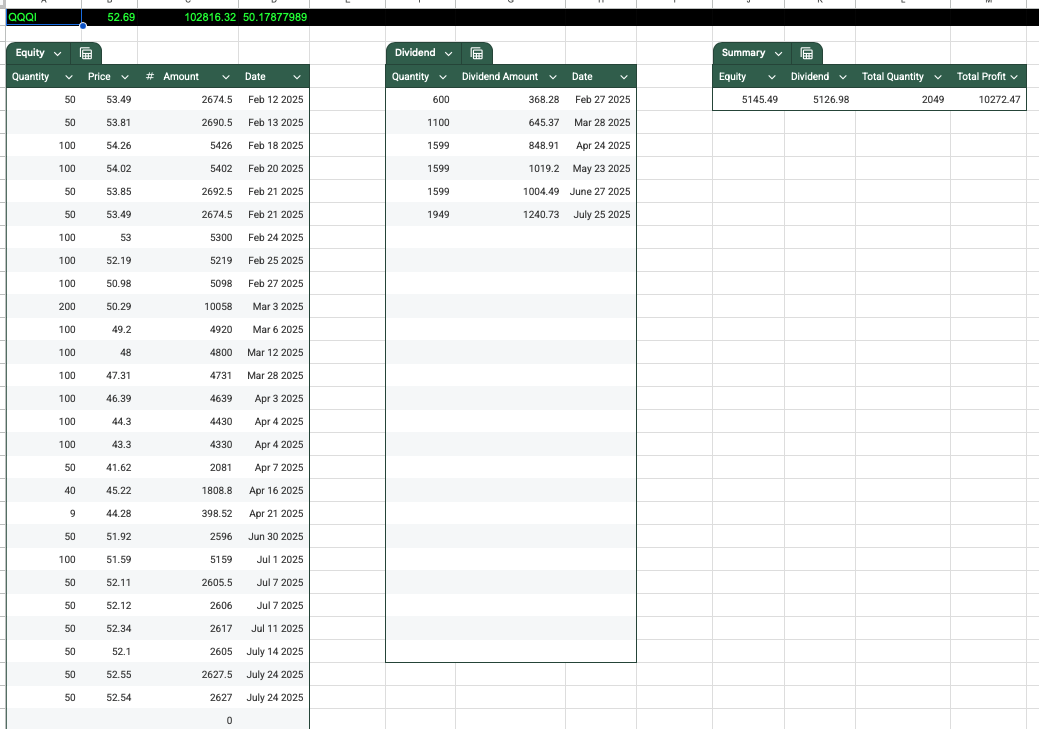 QQQI 52.69 102816.32 50.17877989
Equity Dividend Summary
Quantity Price # Amount Date Quantity Dividend Amount Date Equity Dividend Total Quantity Total Profit
50 53.49 2674.5 Feb 12 2025 600 368.28 Feb 27 2025 5145.49 5126.98 2049 10272.47
50 53.81 2690.5 Feb 13 2025 1100 645.37 Mar 28 2025
100 54.26 5426 Feb 18 2025 1599 848.91 Apr 24 2025
100 54.02 5402 Feb 20 2025 1599 1019.2 May 23 2025
50 53.85 2692.5 Feb 21 2025 1599 1004.49 June 27 2025
50 53.49 2674.5 Feb 21 2025 1949 1240.73 July 25 2025
100 53 5300 Feb 24 2025
100 52.19 5219 Feb 25 2025
100 50.98 5098 Feb 27 2025
200 50.29 10058 Mar 3 2025
100 49.2 4920 Mar 6 2025
100 48 4800 Mar 12 2025
100 47.31 4731 Mar 28 2025
100 46.39 4639 Apr 3 2025
100 44.3 4430 Apr 4 2025
100 43.3 4330 Apr 4 2025
50 41.62 2081 Apr 7 2025
40 45.22 1808.8 Apr 16 2025
9 44.28 398.52 Apr 21 2025
50 51.92 2596 Jun 30 2025
100 51.59 5159 Jul 1 2025
50 52.11 2605.5 Jul 7 2025
50 52.12 2606 Jul 7 2025
50 52.34 2617 Jul 11 2025
50 52.1 2605 July 14 2025
50 52.55 2627.5 July 24 2025
50 52.54 2627 July 24 2025
0